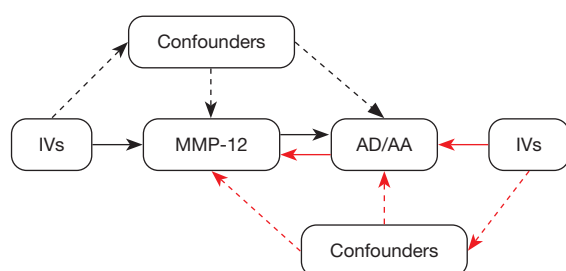 Confounders
IVs
MMP-12
AD/AA
IVs
Confounders